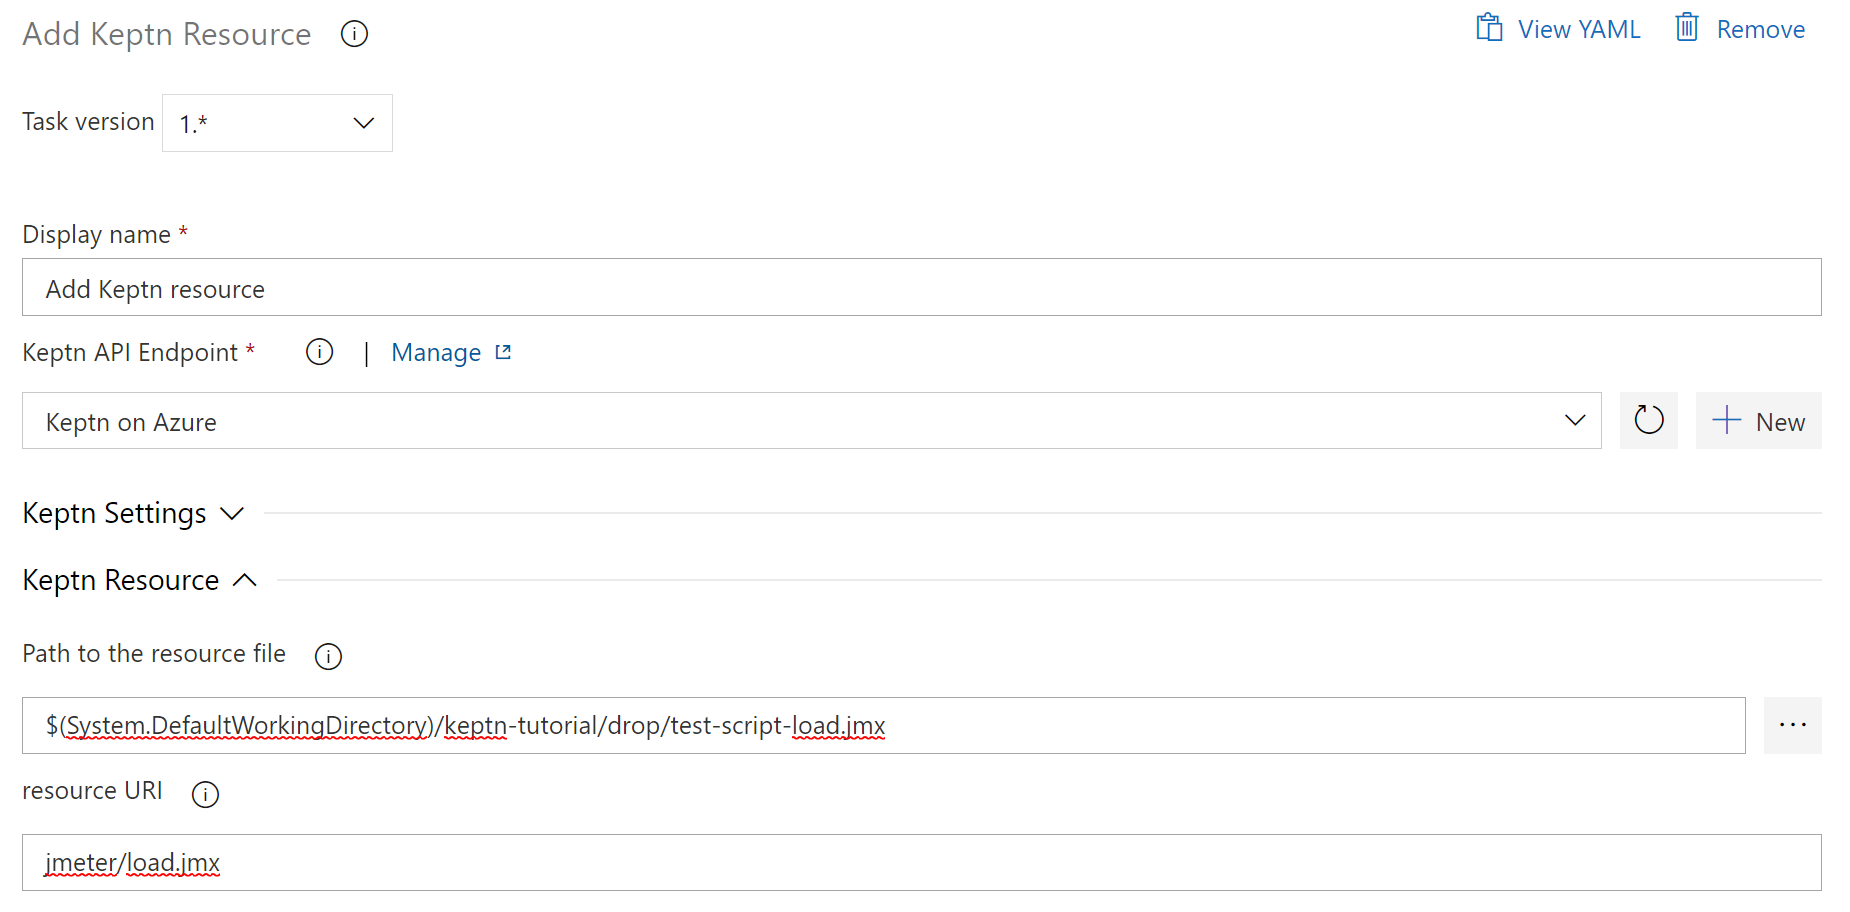 Add Keptn Resource
View YAML
Remove
Task version
1.*
Display name *
Add Keptn resource
Keptn API Endpoint *
| Manage
Keptn on Azure
New
Keptn Settings
Keptn Resource
Path to the resource file
$(System.DefaultWorkingDirectory)/keptn-tutorial/drop/test-script-load.jmx
...
resource URI
jmeter/load.jmx